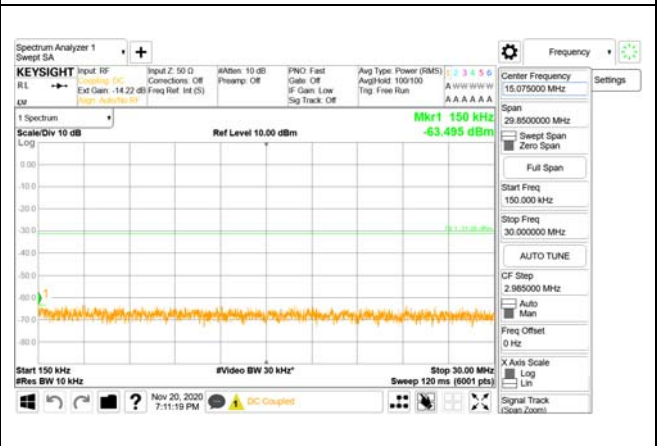 Spectrum Analyzer 1
Swept SA
Frequency
Settings
KEYSIGHT
RL
Input: RF
Coupling: DC
Ext Gain: -14.22 dB
Align: Auto/No RF
Input Z: 50 Ω
Corrections: Off
Freq Ref: Int (S)
#Atten: 10 dB
Preamp: Off
PNO: Fast
Gate: Off
IF Gain: Low
Sig Track: Off
Avg Type: Power (RMS)
Avg|Hold: 100/100
Trig: Free Run
1 2 3 4 5 6
A W W W W W
A A A A A A
1 Spectrum
Scale/Div 10 dB
Log
Ref Level 10.00 dBm
Mkr1 150 kHz
-63.495 dBm
0.00
-10.0
-20.0
-30.0
-40.0
-50.0
-60.0
-70.0
-80.0
1
Start 150 kHz
#Res BW 10 kHz
#Video BW 30 kHz*
Stop 30.00 MHz
Sweep 120 ms (6001 pts)
Center Frequency
15.075000 MHz
Span
29.8500000 MHz
Swept Span
Zero Span
Full Span
Start Freq
150.000 kHz
Stop Freq
30.000000 MHz
AUTO TUNE
CF Step
2.985000 MHz
Auto
Man
Freq Offset
0 Hz
X Axis Scale
Log
Lin
Signal Track
(Span Zoom)
?
Nov 20, 2020
7:11:19 PM
1
DC Coupled